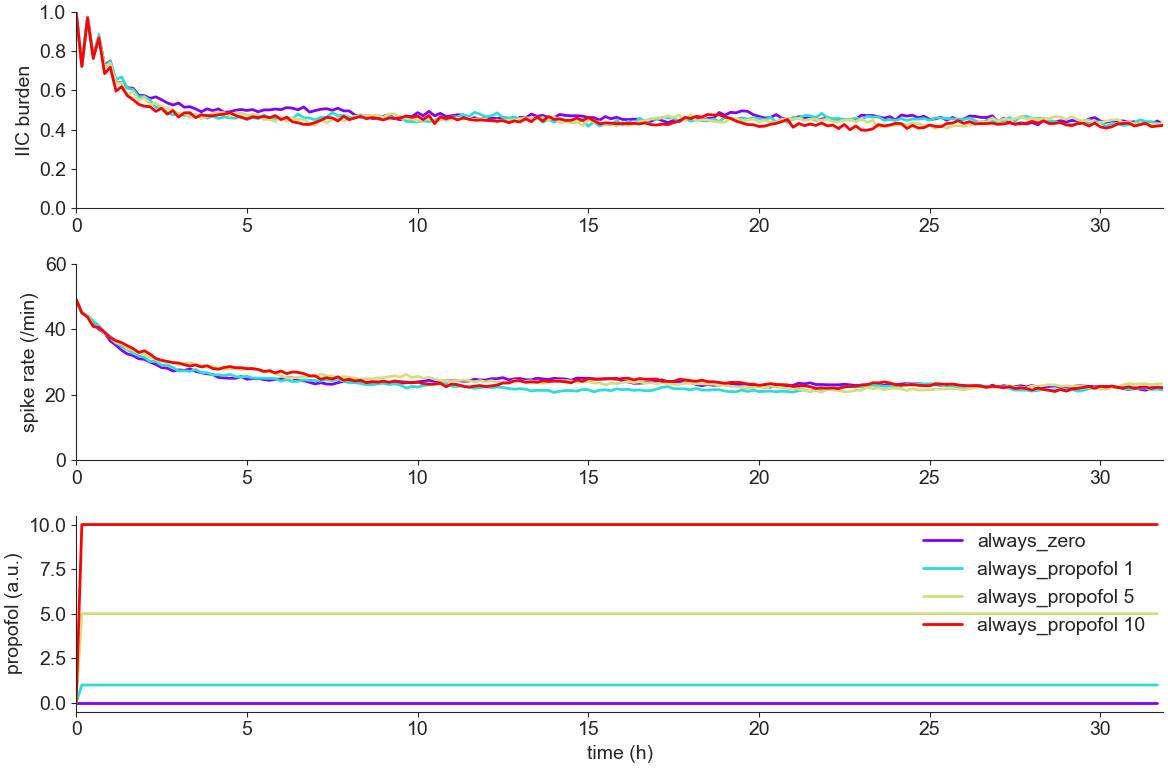 1.0
0.8
0.6
0.4
0.2
0.0
IIC burden
0 5 10 15 20 25 30
60
40
20
0
spike rate (/min)
0 5 10 15 20 25 30
10.0
7.5
5.0
2.5
0.0
propofol (a.u.)
always_zero
always_propofol 1
always_propofol 5
always_propofol 10
0 5 10 15 20 25 30
time (h)